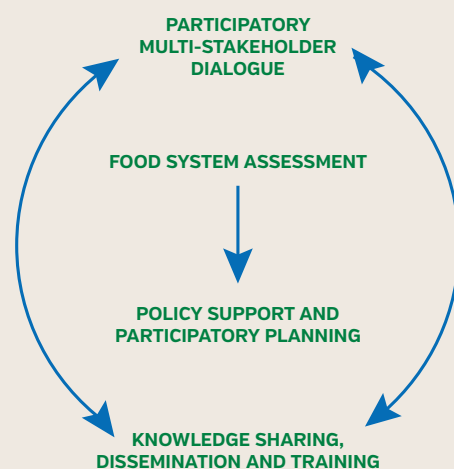 PARTICIPATORY
MULTI-STAKEHOLDER
DIALOGUE
FOOD SYSTEM ASSESSMENT
POLICY SUPPORT AND
PARTICIPATORY PLANNING
KNOWLEDGE SHARING,
DISSEMINATION AND TRAINING